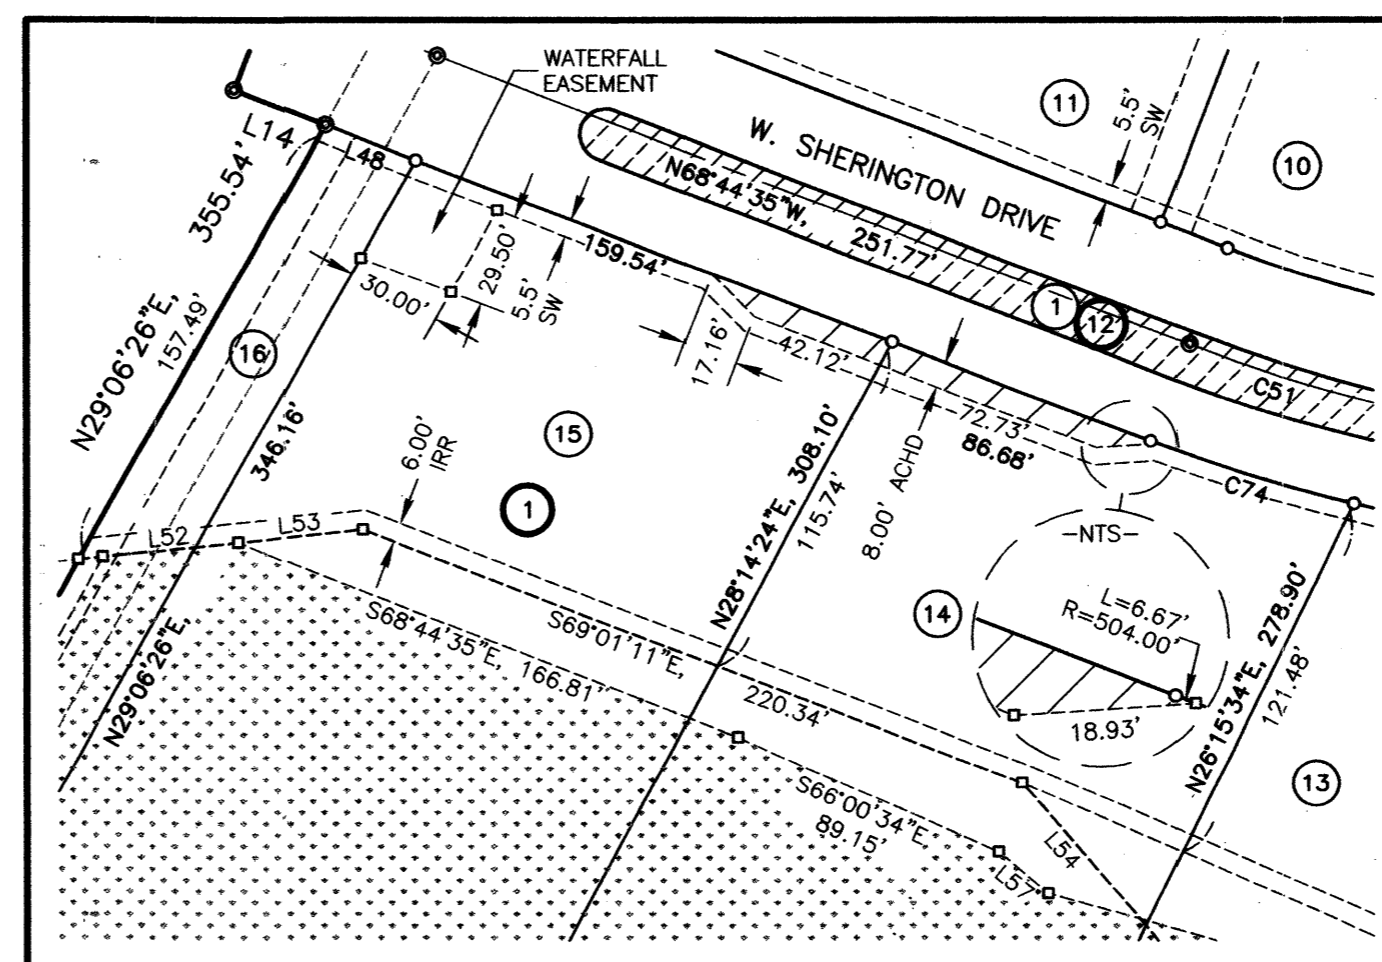 WATERFALL
EASEMENT
11
5.5'
SW
10
W. SHERINGTON DRIVE
L14
L48
N68°44'35"W, 251.77'
355.54'
N29°06'26"E,
157.49'
30.00'
29.50'
5.5'
SW
159.54'
1
12'
C51
16
17.16'
42.12'
346.16'
15
6.00'
IRR
72.73'
86.68'
8.00' ACHD
C74
1
N28°14'24"E, 308.10'
115.74'
-NTS-
L52
L53
L=6.67'
R=504.00'
14
18.93'
N26°15'34"E, 278.90'
121.48'
13
S68°44'35"E, 166.81'
S69°01'11"E,
220.34'
N29°06'26"E,
S66°00'34"E,
89.15'
L54
L57